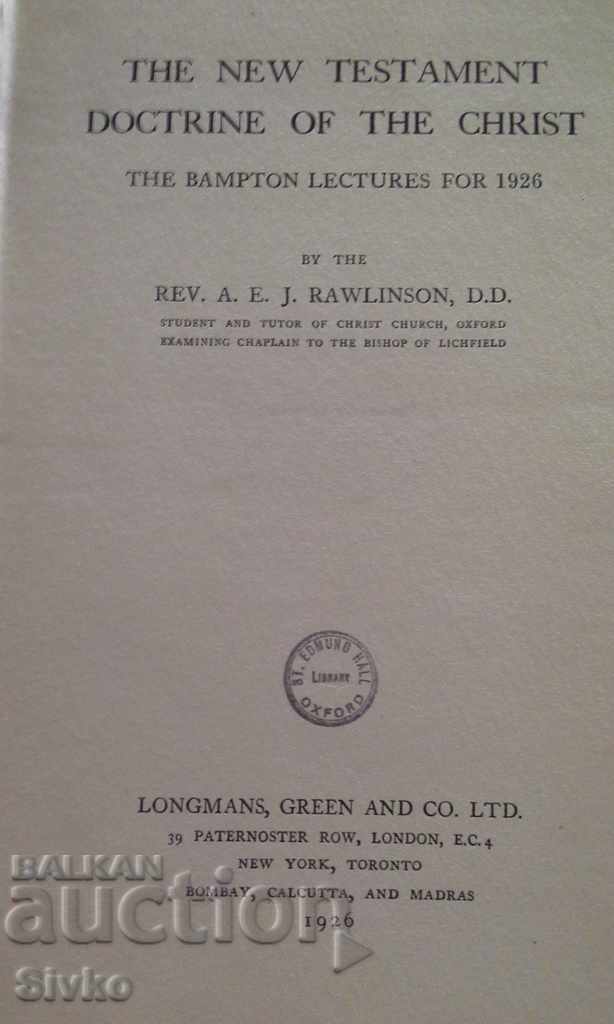 THE NEW TESTAMENT
DOCTRINE OF THE CHRIST
THE BAMPTON LECTURES FOR 1926
BY THE
REV. A. E. J. RAWLINSON, D.D.
STUDENT AND TUTOR OF CHRIST CHURCH, OXFORD
EXAMINING CHAPLAIN TO THE BISHOP OF LICHFIELD
ST. EDMUND HALL
LIBRARY
OXFORD
LONGMANS, GREEN AND CO. LTD.
39 PATERNOSTER ROW, LONDON, E.C. 4
NEW YORK, TORONTO
BOMBAY, CALCUTTA, AND MADRAS
1926
BALKAN
auction
Sivko